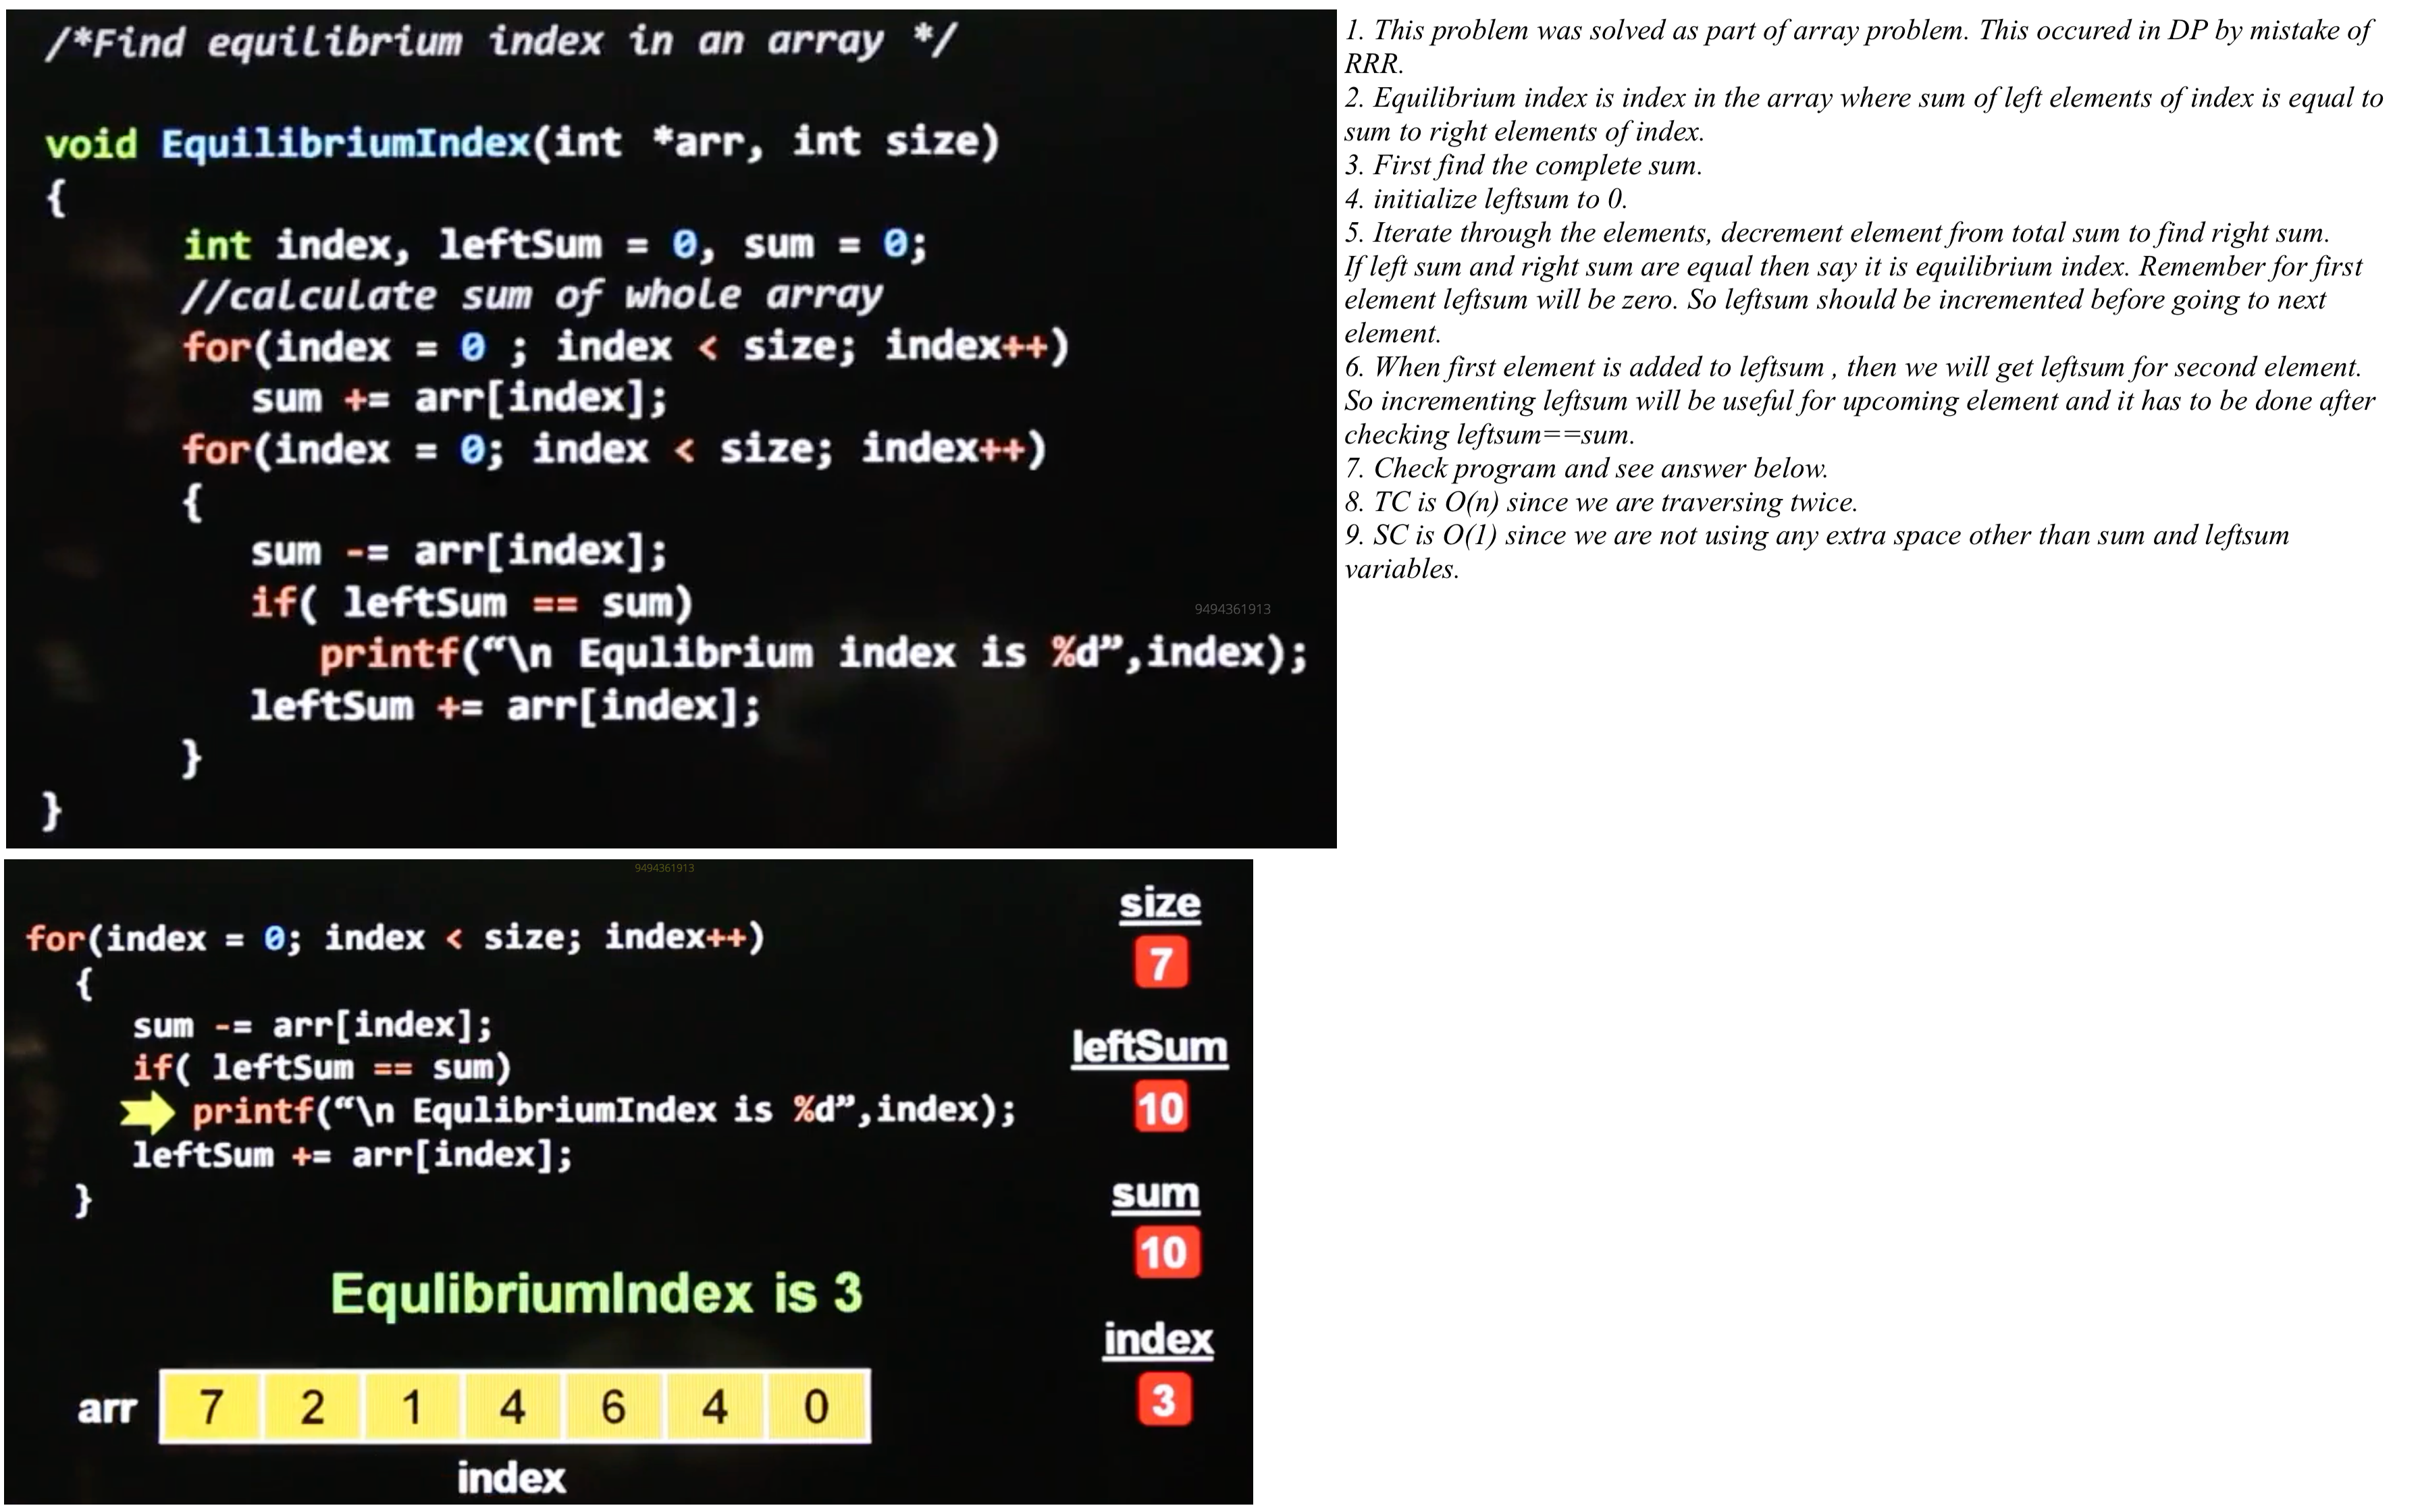 /*Find equilibrium index in an array */
void EquilibriumIndex(int *arr, int size)
{
int index, leftSum = 0, sum = 0;
//calculate sum of whole array
for(index = 0 ; index < size; index++)
sum += arr[index];
for(index = 0; index < size; index++)
{
sum -= arr[index];
if( leftSum == sum)
9494361913
printf(“\n Equlibrium index is %d”,index);
leftSum += arr[index];
}
}
1. This problem was solved as part of array problem. This occured in DP by mistake of
RRR.
2. Equilibrium index is index in the array where sum of left elements of index is equal to
sum to right elements of index.
3. First find the complete sum.
4. initialize leftsum to 0.
5. Iterate through the elements, decrement element from total sum to find right sum.
If left sum and right sum are equal then say it is equilibrium index. Remember for first
element leftsum will be zero. So leftsum should be incremented before going to next
element.
6. When first element is added to leftsum , then we will get leftsum for second element.
So incrementing leftsum will be useful for upcoming element and it has to be done after
checking leftsum==sum.
7. Check program and see answer below.
8. TC is O(n) since we are traversing twice.
9. SC is O(1) since we are not using any extra space other than sum and leftsum
variables.
9494361913
for(index = 0; index < size; index++)
{
sum -= arr[index];
if( leftSum == sum)
printf(“\n EqulibriumIndex is %d”,index);
leftSum += arr[index];
}
EqulibriumIndex is 3
arr 7 2 1 4 6 4 0
index
size
7
leftSum
10
sum
10
index
3